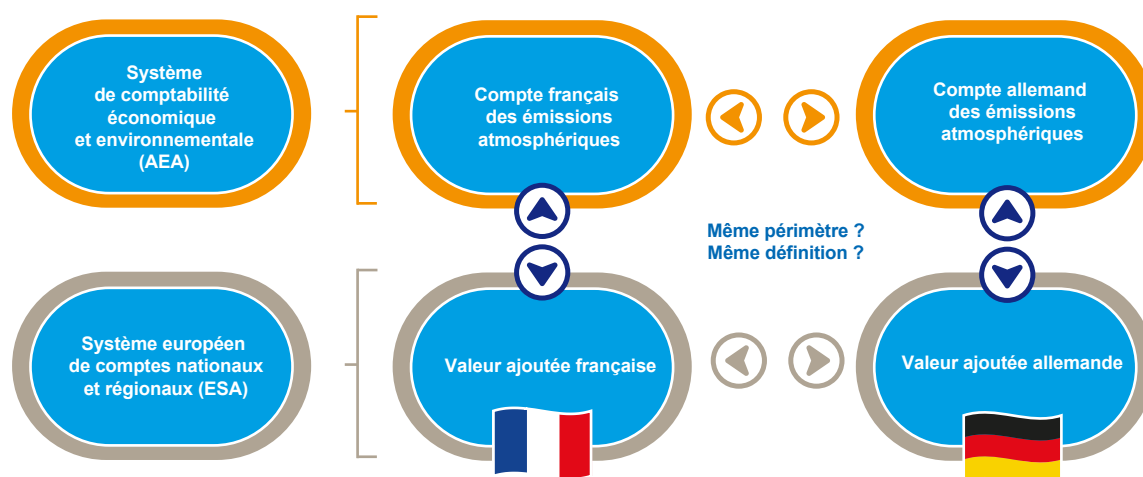 Système
de comptabilité
économique
et environnementale
(AEA)
Compte français
des émissions
atmosphériques
Compte allemand
des émissions
atmosphériques
Même périmètre ?
Même définition ?
Système européen
de comptes nationaux
et régionaux (ESA)
Valeur ajoutée française
Valeur ajoutée allemande